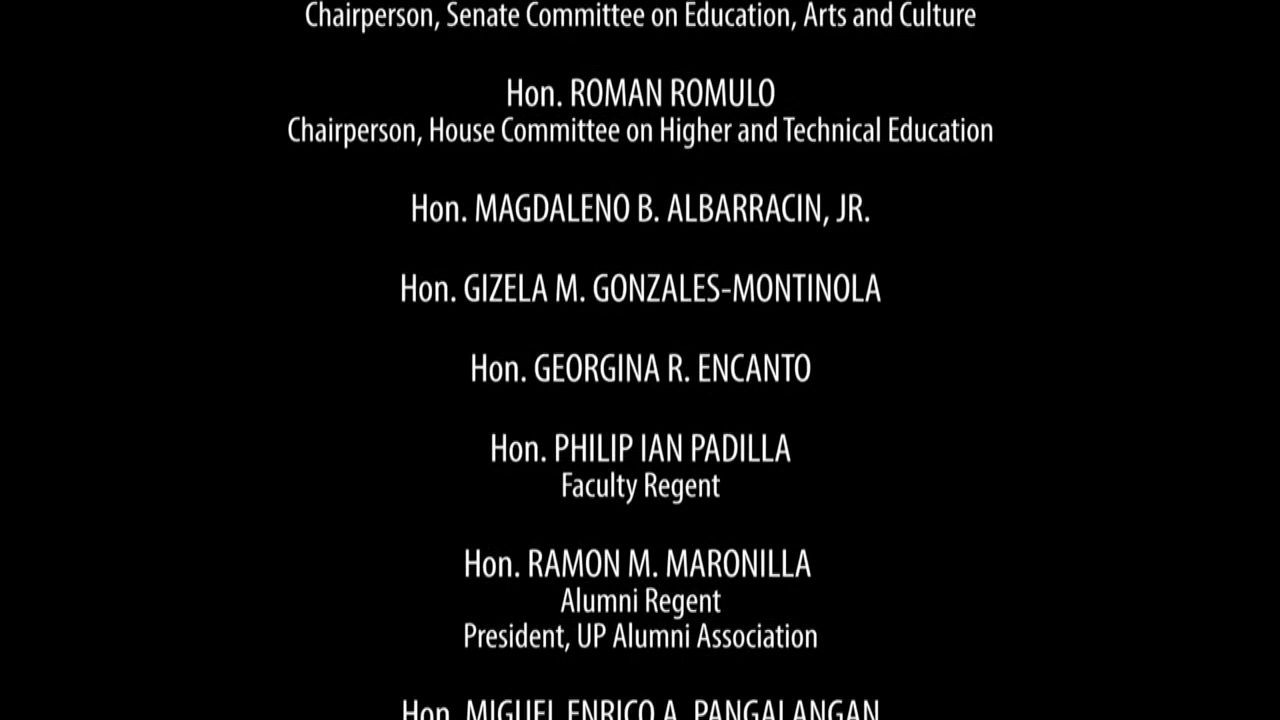 Chairperson, Senate Committee on Education, Arts and Culture
Hon. ROMAN ROMULO
Chairperson, House Committee on Higher and Technical Education
Hon. MAGDALENO B. ALBARRACIN, JR.
Hon. GIZELA M. GONZALES-MONTINOLA
Hon. GEORGINA R. ENCANTO
Hon. PHILIP IAN PADILLA
Faculty Regent
Hon. RAMON M. MARONILLA
Alumni Regent
President, UP Alumni Association
Hon. MIGUEL ENRICO A. PANGALANGAN